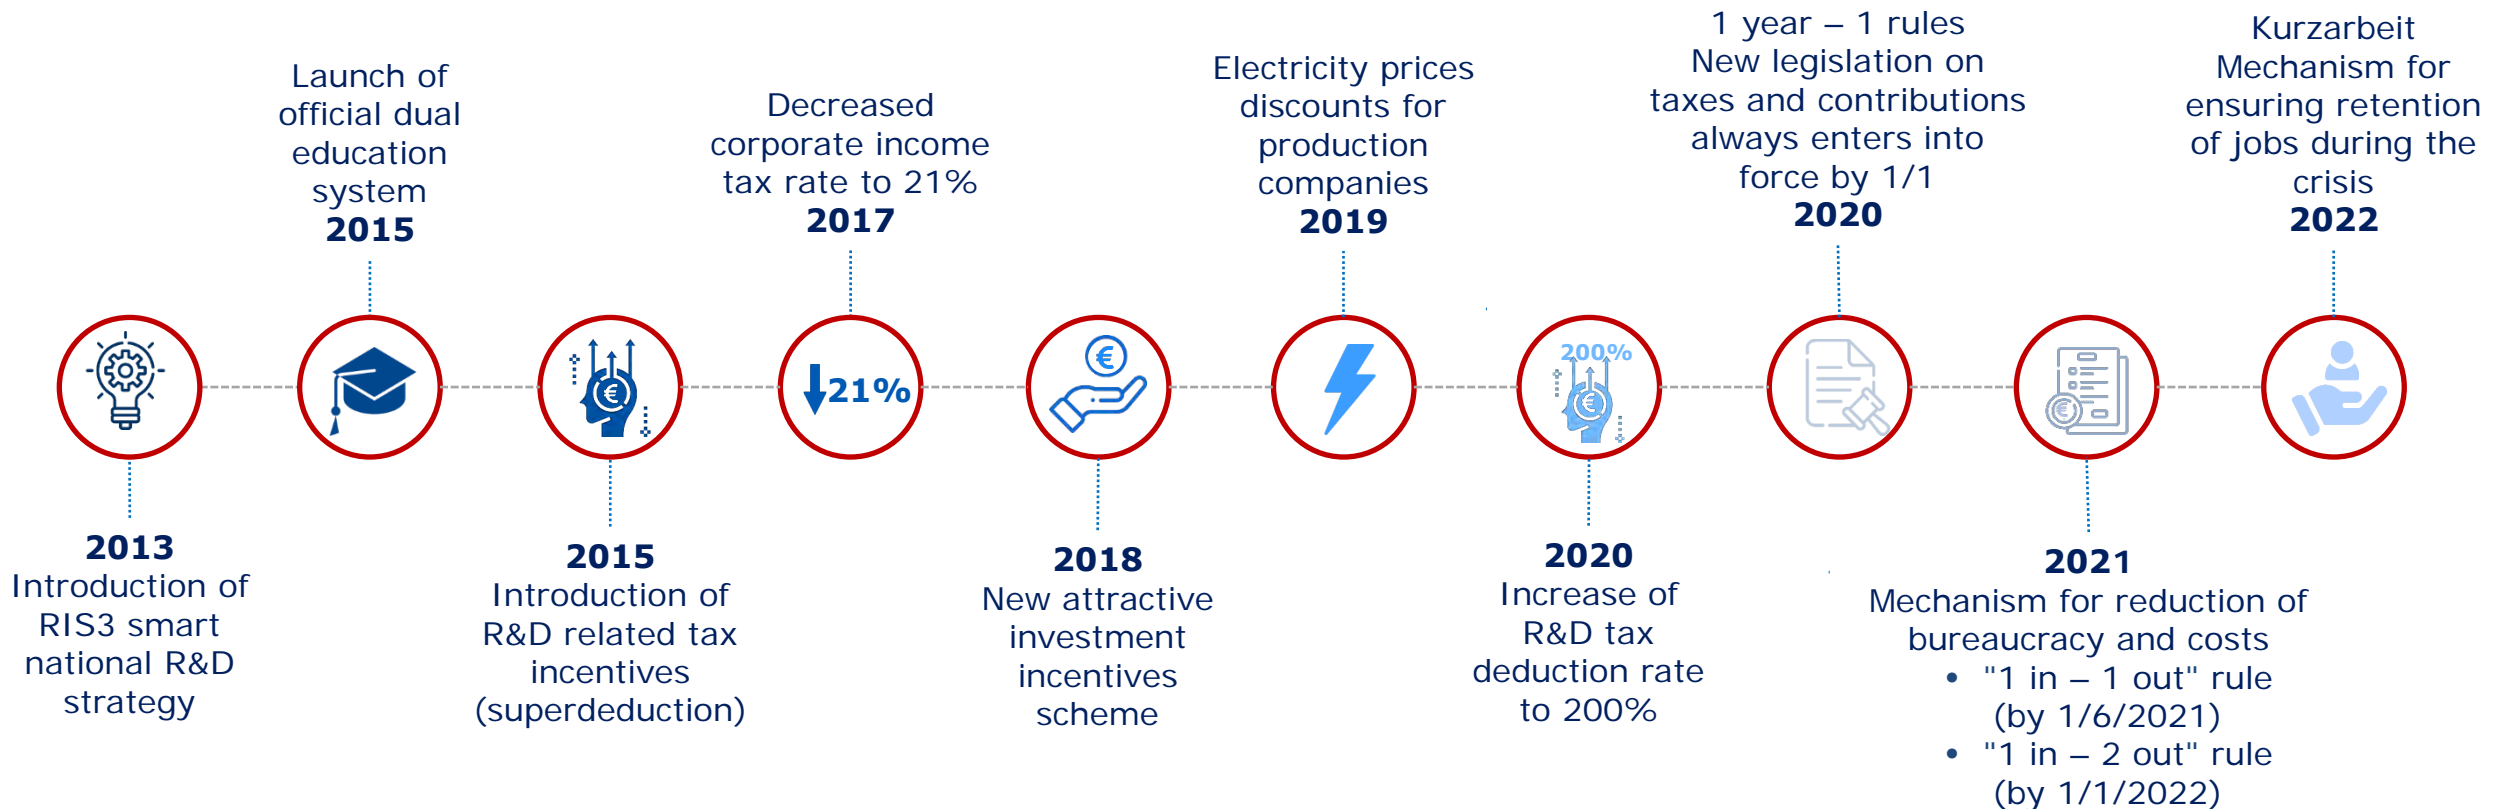 2013
Introduction of
RIS3 smart
national R&D
strategy
Launch of
official dual
education
system
2015
2015
Introduction of
R&D related tax
incentives
(superdeduction)
Decreased
corporate income
tax rate to 21%
2017
21%
2018
New attractive
investment
incentives
scheme
Electricity prices
discounts for
production
companies
2019
200%
2020
Increase of
R&D tax
deduction rate
to 200%
1 year – 1 rules
New legislation on
taxes and contributions
always enters into
force by 1/1
2020
2021
Mechanism for reduction of
bureaucracy and costs
• "1 in – 1 out" rule
(by 1/6/2021)
• "1 in – 2 out" rule
(by 1/1/2022)
Kurzarbeit
Mechanism for
ensuring retention
of jobs during the
crisis
2022